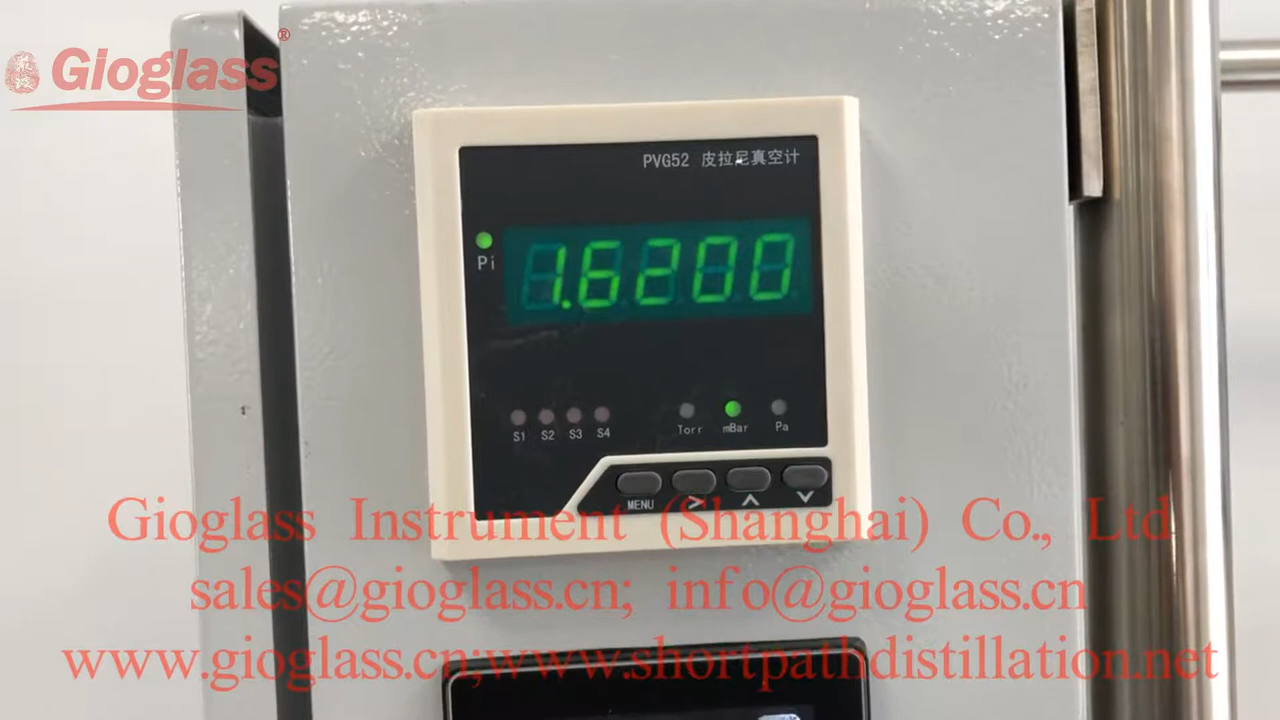 Gioglass®
PVG52 皮拉尼真空计
1.6200
Pi
S1 S2 S3 S4
Torr mBar Pa
MENU > ∧ ∨
Gioglass Instrument (Shanghai) Co., Ltd
sales@gioglass.cn; info@gioglass.cn
www.gioglass.cn;www.shortpathdistillation.net